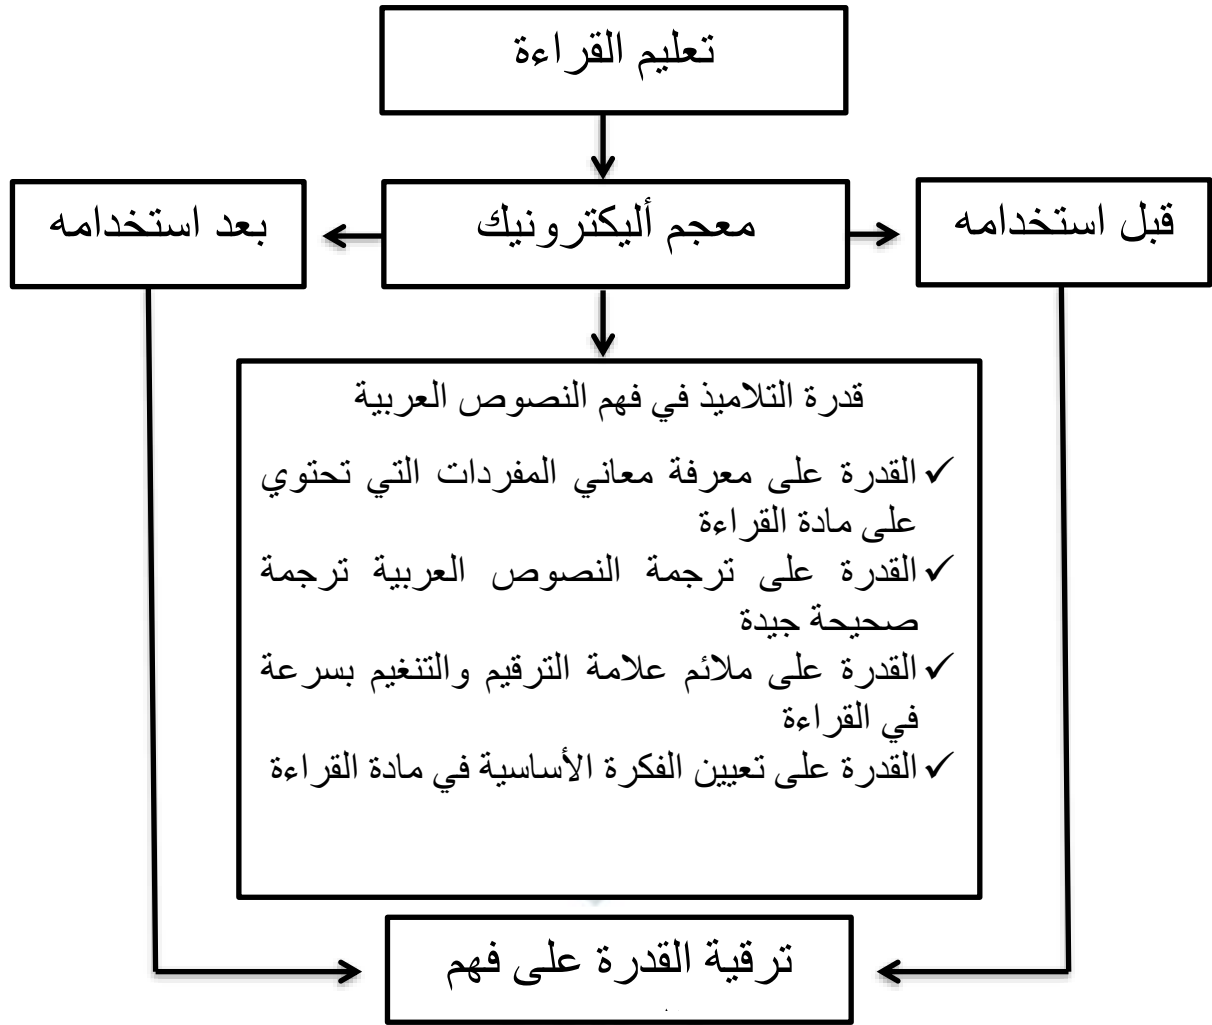 تعليم القراءة
قبل استخدامه
معجم أليكترونيك
بعد استخدامه
قدرة التلاميذ في فهم النصوص العربية
✓ القدرة على معرفة معاني المفردات التي تحتوي
على مادة القراءة
✓ القدرة على ترجمة النصوص العربية ترجمة
صحيحة جيدة
✓ القدرة على ملائم علامة الترقيم والتنغيم بسرعة
في القراءة
✓ القدرة على تعيين الفكرة الأساسية في مادة القراءة
ترقية القدرة على فهم